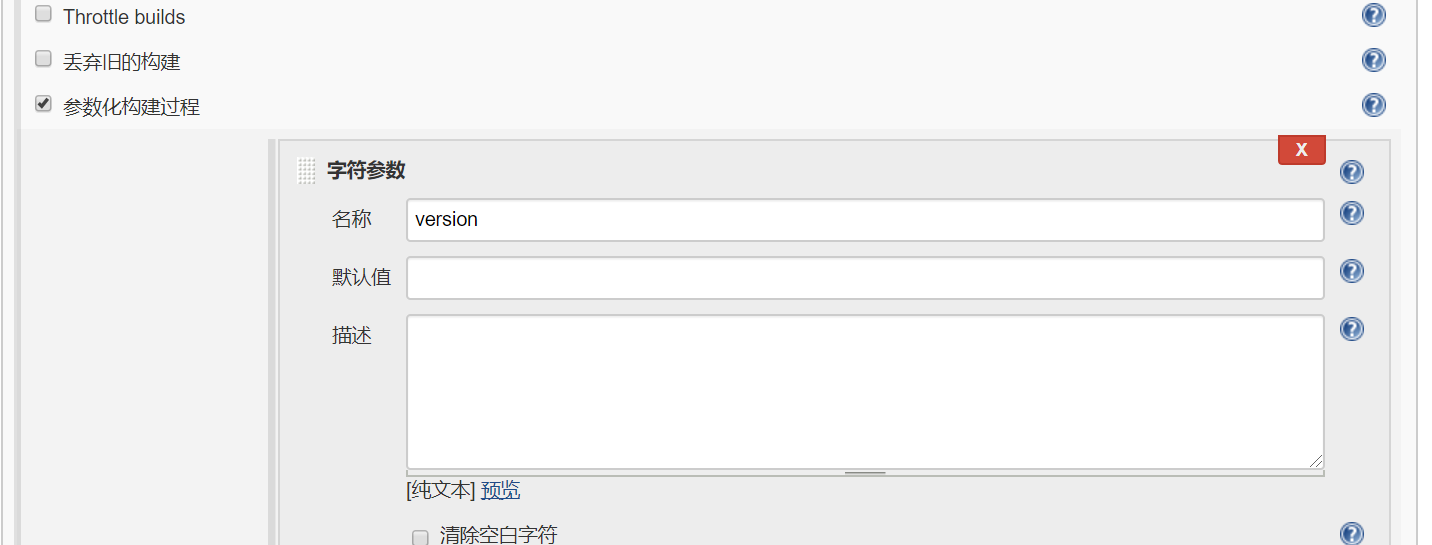 Throttle builds
丢弃旧的构建
参数化构建过程
X
字符参数
名称 version
默认值
描述
[纯文本] 预览
清除空白字符